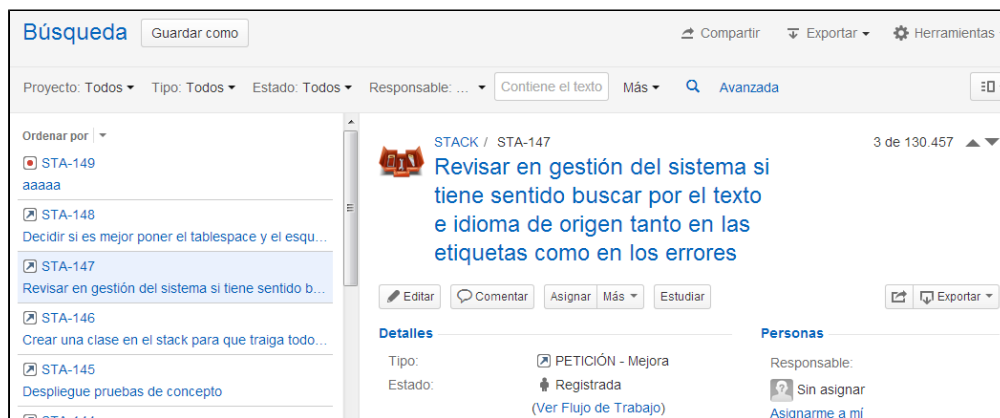 Búsqueda Guardar como Compartir Exportar Herramientas
Proyecto: Todos Tipo: Todos Estado: Todos Responsable: ... Contiene el texto Más Avanzada
Ordenar por
STA-149
aaaaa
STA-148
Decidir si es mejor poner el tablespace y el esqu...
STA-147
Revisar en gestión del sistema si tiene sentido b...
STA-146
Crear una clase en el stack para que traiga todo...
STA-145
Despliegue pruebas de concepto
STACK / STA-147
3 de 130.457
Revisar en gestión del sistema si
tiene sentido buscar por el texto
e idioma de origen tanto en las
etiquetas como en los errores
Editar Comentar Asignar Más Estudiar Exportar
Detalles
Tipo: PETICIÓN - Mejora
Estado: Registrada
(Ver Flujo de Trabajo)
Personas
Responsable:
Sin asignar
Asignarme a mí